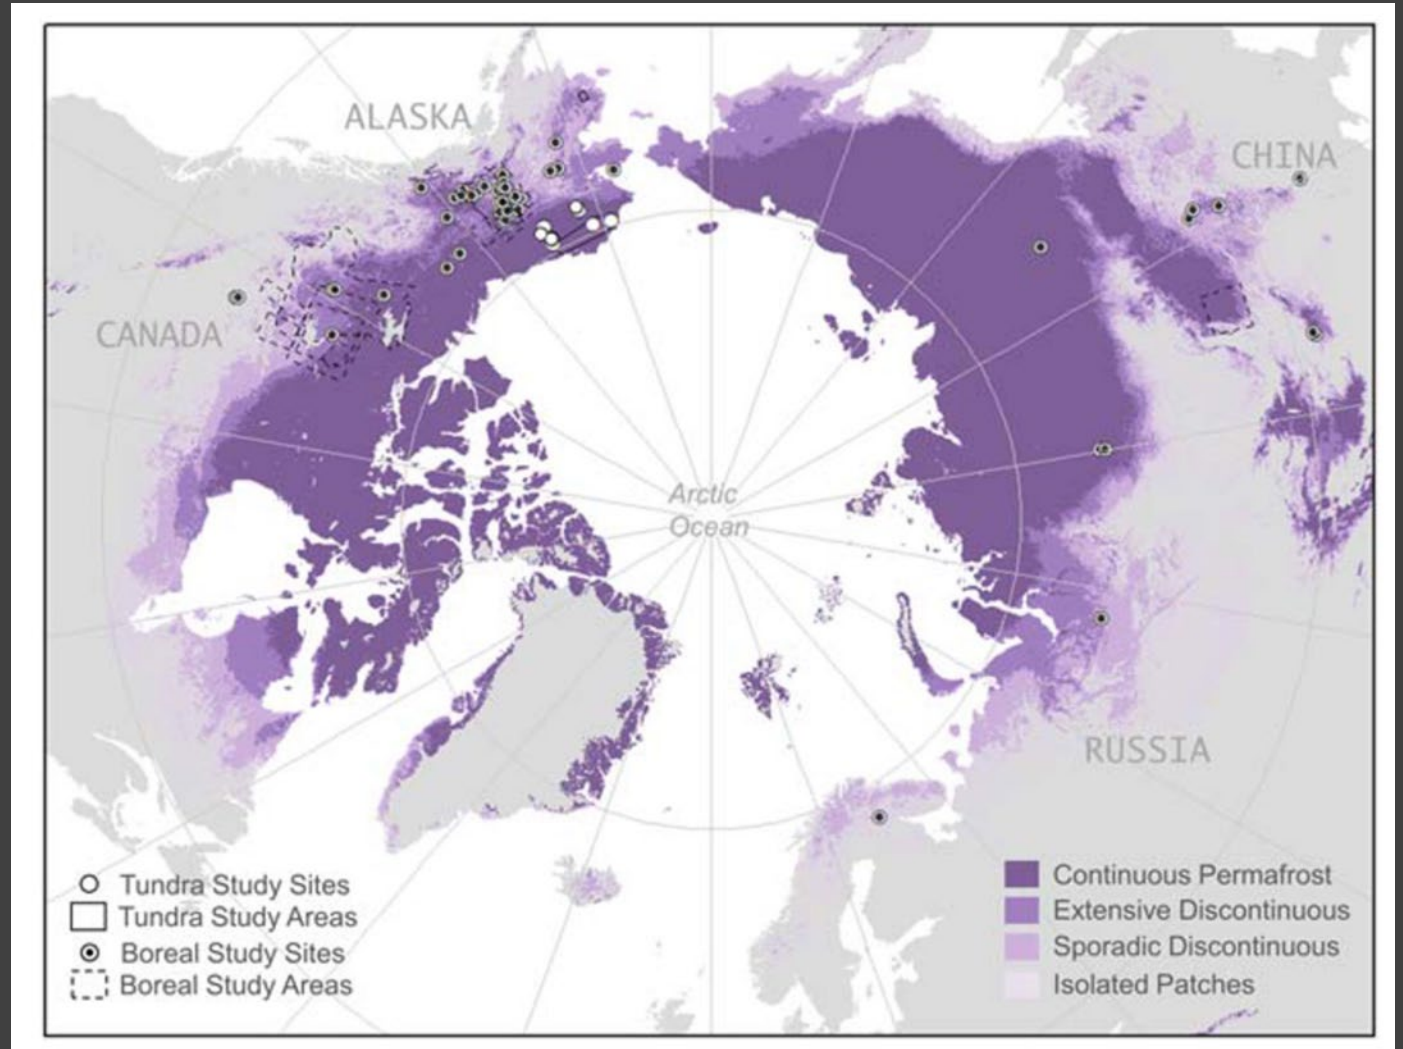 ALASKA
CHINA
CANADA
Arctic
Ocean
RUSSIA
Tundra Study Sites
Tundra Study Areas
Boreal Study Sites
Boreal Study Areas
Continuous Permafrost
Extensive Discontinuous
Sporadic Discontinuous
Isolated Patches